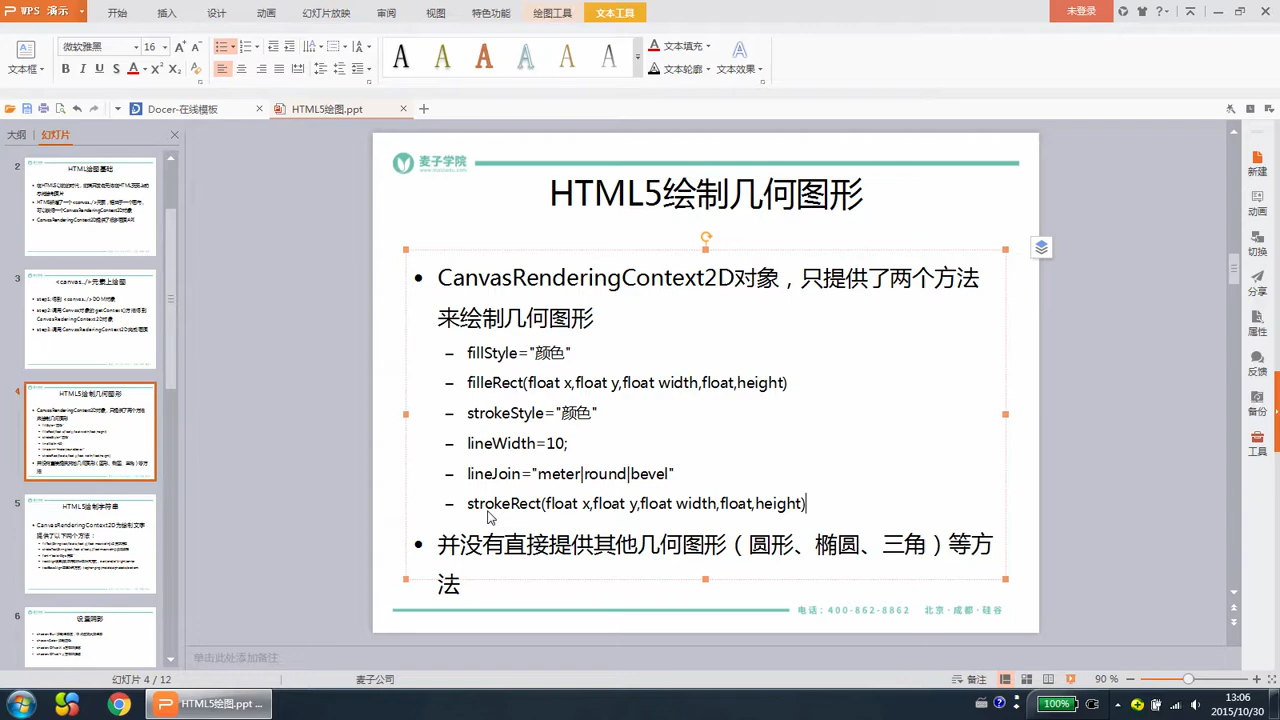 WPS 演示
开始
插入
设计
动画
幻灯片放映
审阅
视图
特色功能
绘图工具
文本工具
未登录
文本框
微软雅黑
16
文本填充
文本轮廓
文本效果
Docer-在线模板
HTML5绘图.ppt
大纲
幻灯片
2
HTML绘图基础
3
<canvas../>元素上绘图
4
HTML5绘制几何图形
5
HTML5绘制字符串
6
设置阴影
麦子学院
www.maiziedu.com
HTML5绘制几何图形
• CanvasRenderingContext2D对象，只提供了两个方法
来绘制几何图形
– fillStyle="颜色"
– filleRect(float x,float y,float width,float,height)
– strokeStyle="颜色"
– lineWidth=10;
– lineJoin="meter|round|bevel"
– strokeRect(float x,float y,float width,float,height)
• 并没有直接提供其他几何图形（圆形、椭圆、三角）等方
法
电话：400-862-8862 北京·成都·硅谷
新建
动画
切换
分享
属性
反馈
备份
工具
单击此处添加备注
幻灯片 4 / 12
麦子公司
备注
90 %
HTML5绘图.ppt ...
100%
13:06
2015/10/30